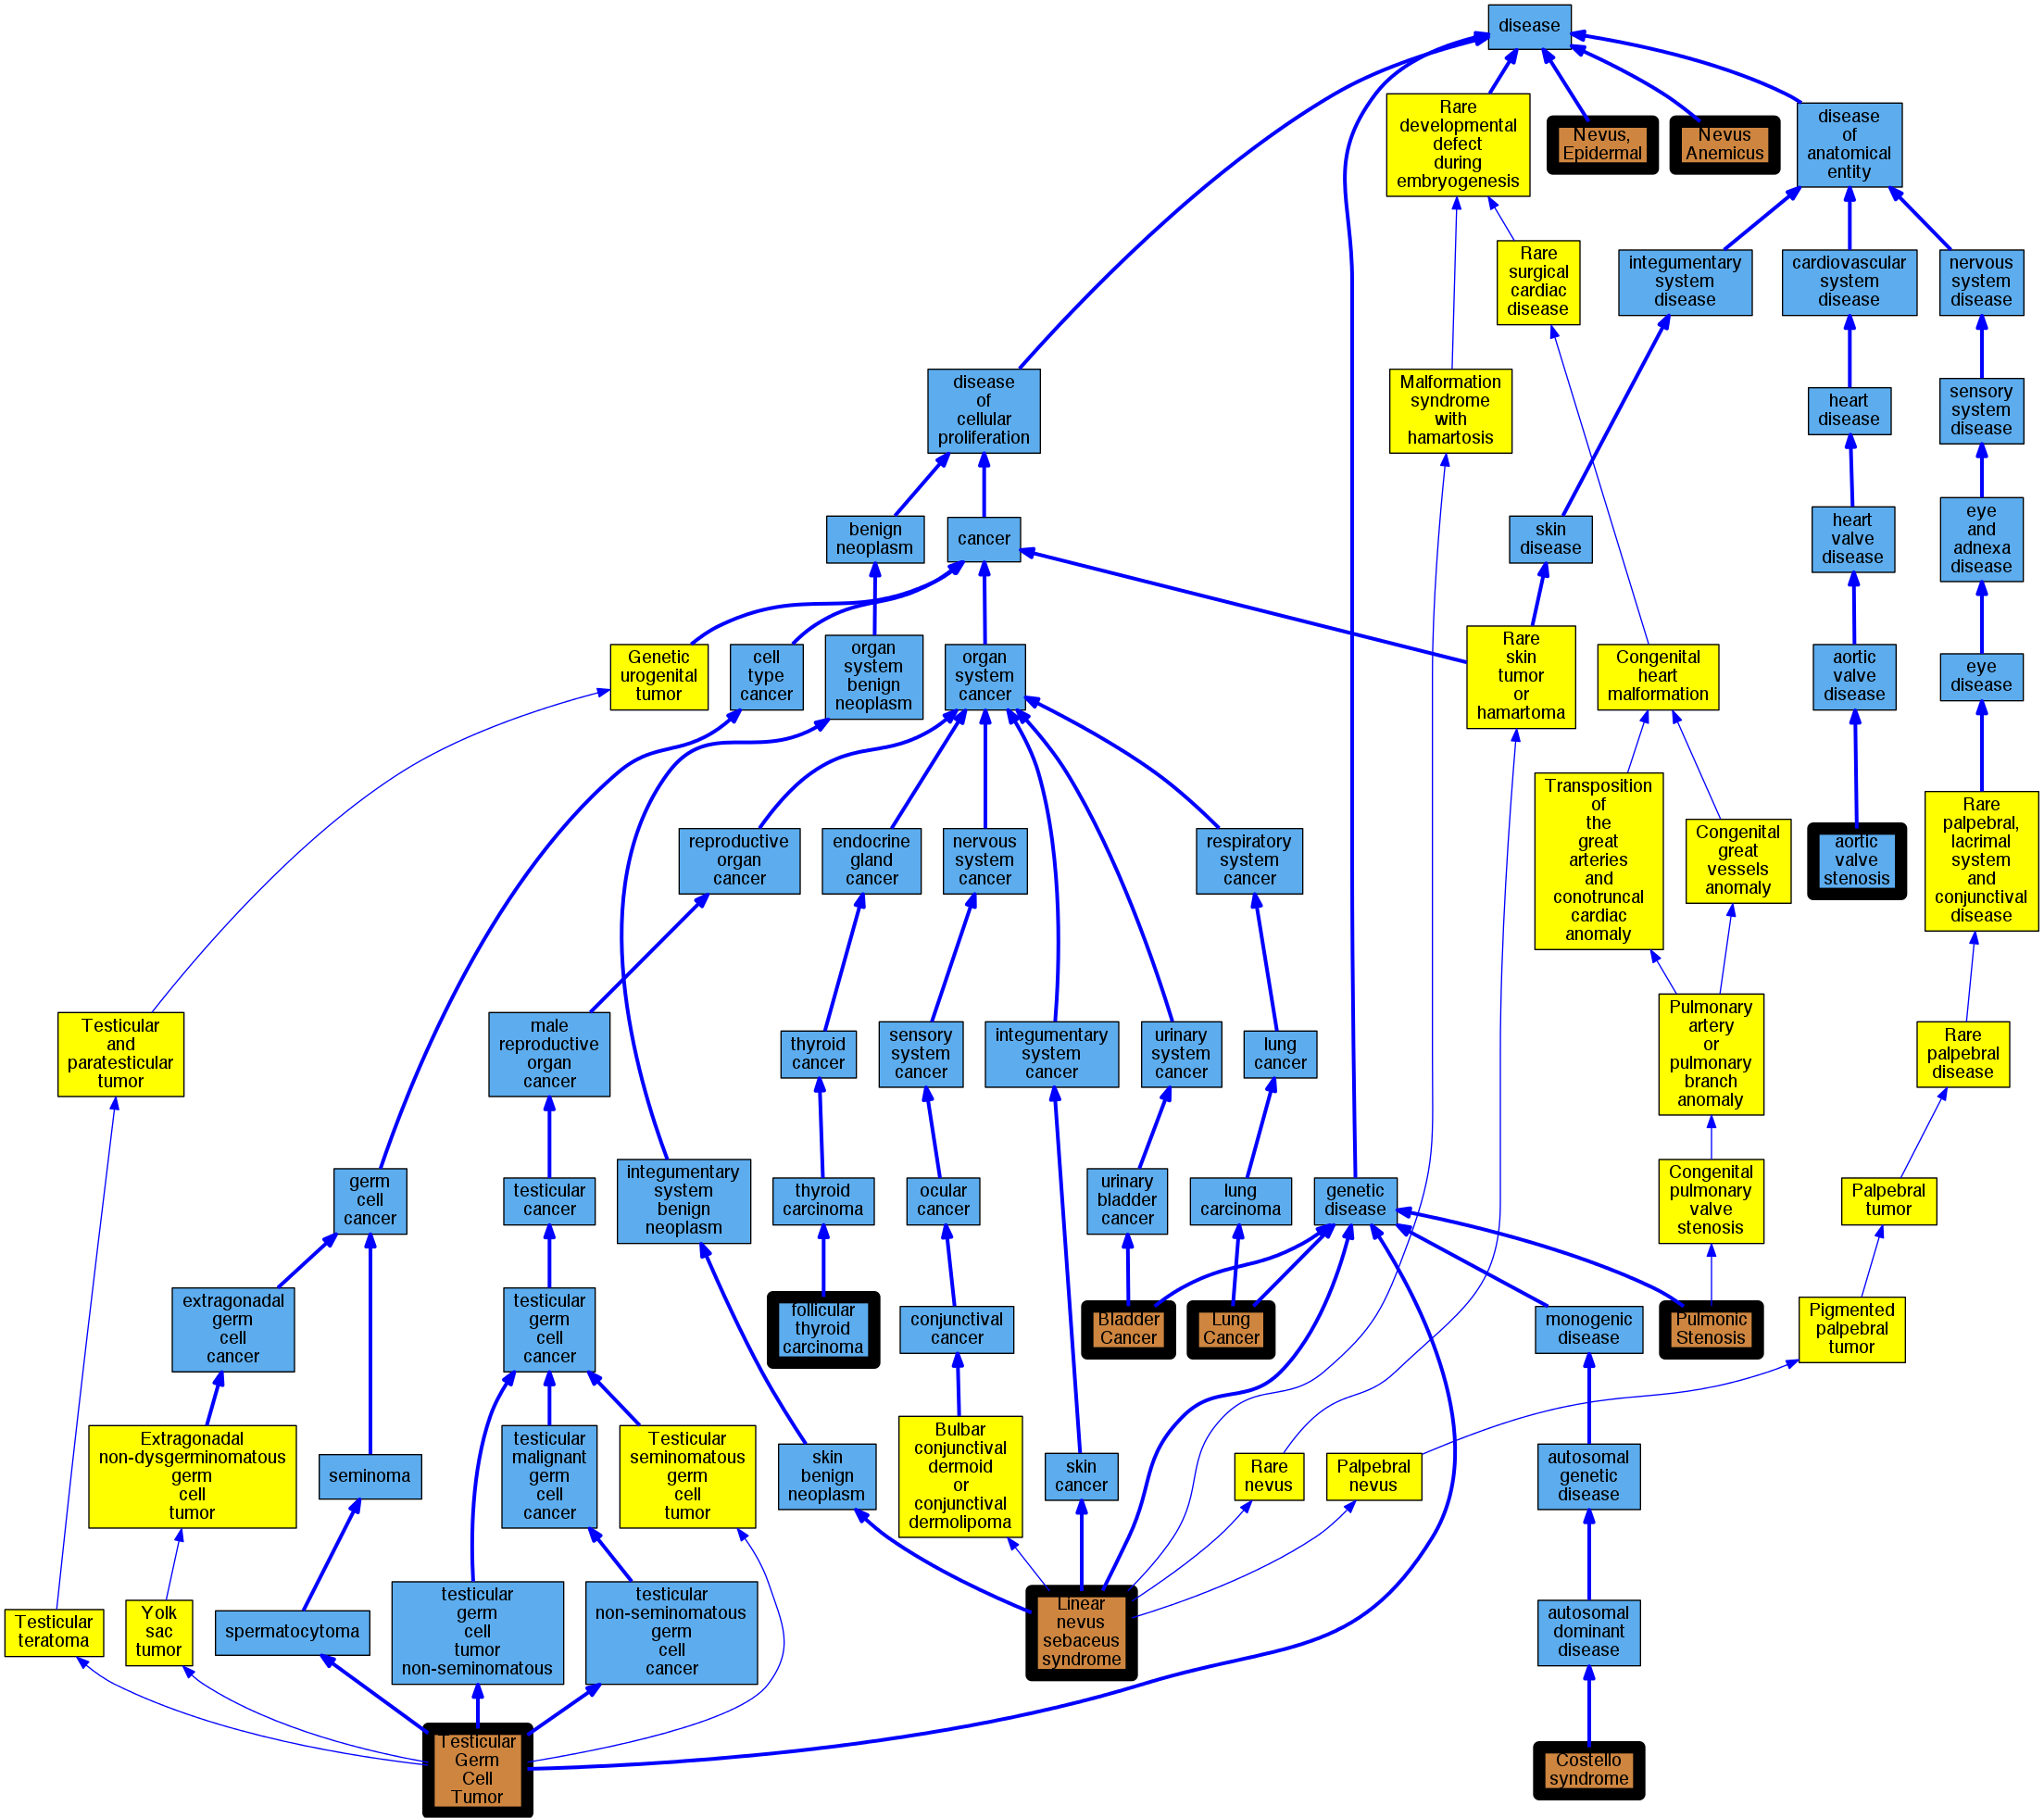 disease
Rare
developmental
defect
during
embryogenesis
Nevus,
Epidermal
Nevus
Anemicus
disease
of
anatomical
entity
Rare
surgical
cardiac
disease
integumentary
system
disease
cardiovascular
system
disease
nervous
system
disease
disease
of
cellular
proliferation
Malformation
syndrome
with
hamartosis
heart
disease
sensory
system
disease
benign
neoplasm
cancer
skin
disease
heart
valve
disease
eye
and
adnexa
disease
Genetic
urogenital
tumor
cell
type
cancer
organ
system
benign
neoplasm
organ
system
cancer
Rare
skin
tumor
or
hamartoma
Congenital
heart
malformation
aortic
valve
disease
eye
disease
reproductive
organ
cancer
endocrine
gland
cancer
nervous
system
cancer
respiratory
system
cancer
Transposition
of
the
great
arteries
and
conotruncal
cardiac
anomaly
Congenital
great
vessels
anomaly
aortic
valve
stenosis
Rare
palpebral,
lacrimal
system
and
conjunctival
disease
Testicular
and
paratesticular
tumor
male
reproductive
organ
cancer
thyroid
cancer
sensory
system
cancer
integumentary
system
cancer
urinary
system
cancer
lung
cancer
Pulmonary
artery
or
pulmonary
branch
anomaly
Rare
palpebral
disease
germ
cell
cancer
testicular
cancer
integumentary
system
benign
neoplasm
thyroid
carcinoma
ocular
cancer
urinary
bladder
cancer
lung
carcinoma
genetic
disease
Congenital
pulmonary
valve
stenosis
Palpebral
tumor
extragonadal
germ
cell
cancer
testicular
germ
cell
cancer
follicular
thyroid
carcinoma
conjunctival
cancer
Bladder
Cancer
Lung
Cancer
monogenic
disease
Pulmonic
Stenosis
Pigmented
palpebral
tumor
Extragonadal
non-dysgerminomatous
germ
cell
tumor
seminoma
testicular
malignant
germ
cell
cancer
Testicular
seminomatous
germ
cell
tumor
skin
benign
neoplasm
Bulbar
conjunctival
dermoid
or
conjunctival
dermolipoma
skin
cancer
Rare
nevus
Palpebral
nevus
autosomal
genetic
disease
Testicular
teratoma
Yolk
sac
tumor
spermatocytoma
testicular
germ
cell
tumor
non-seminomatous
testicular
non-seminomatous
germ
cell
cancer
Linear
nevus
sebaceus
syndrome
autosomal
dominant
disease
Testicular
Germ
Cell
Tumor
Costello
syndrome